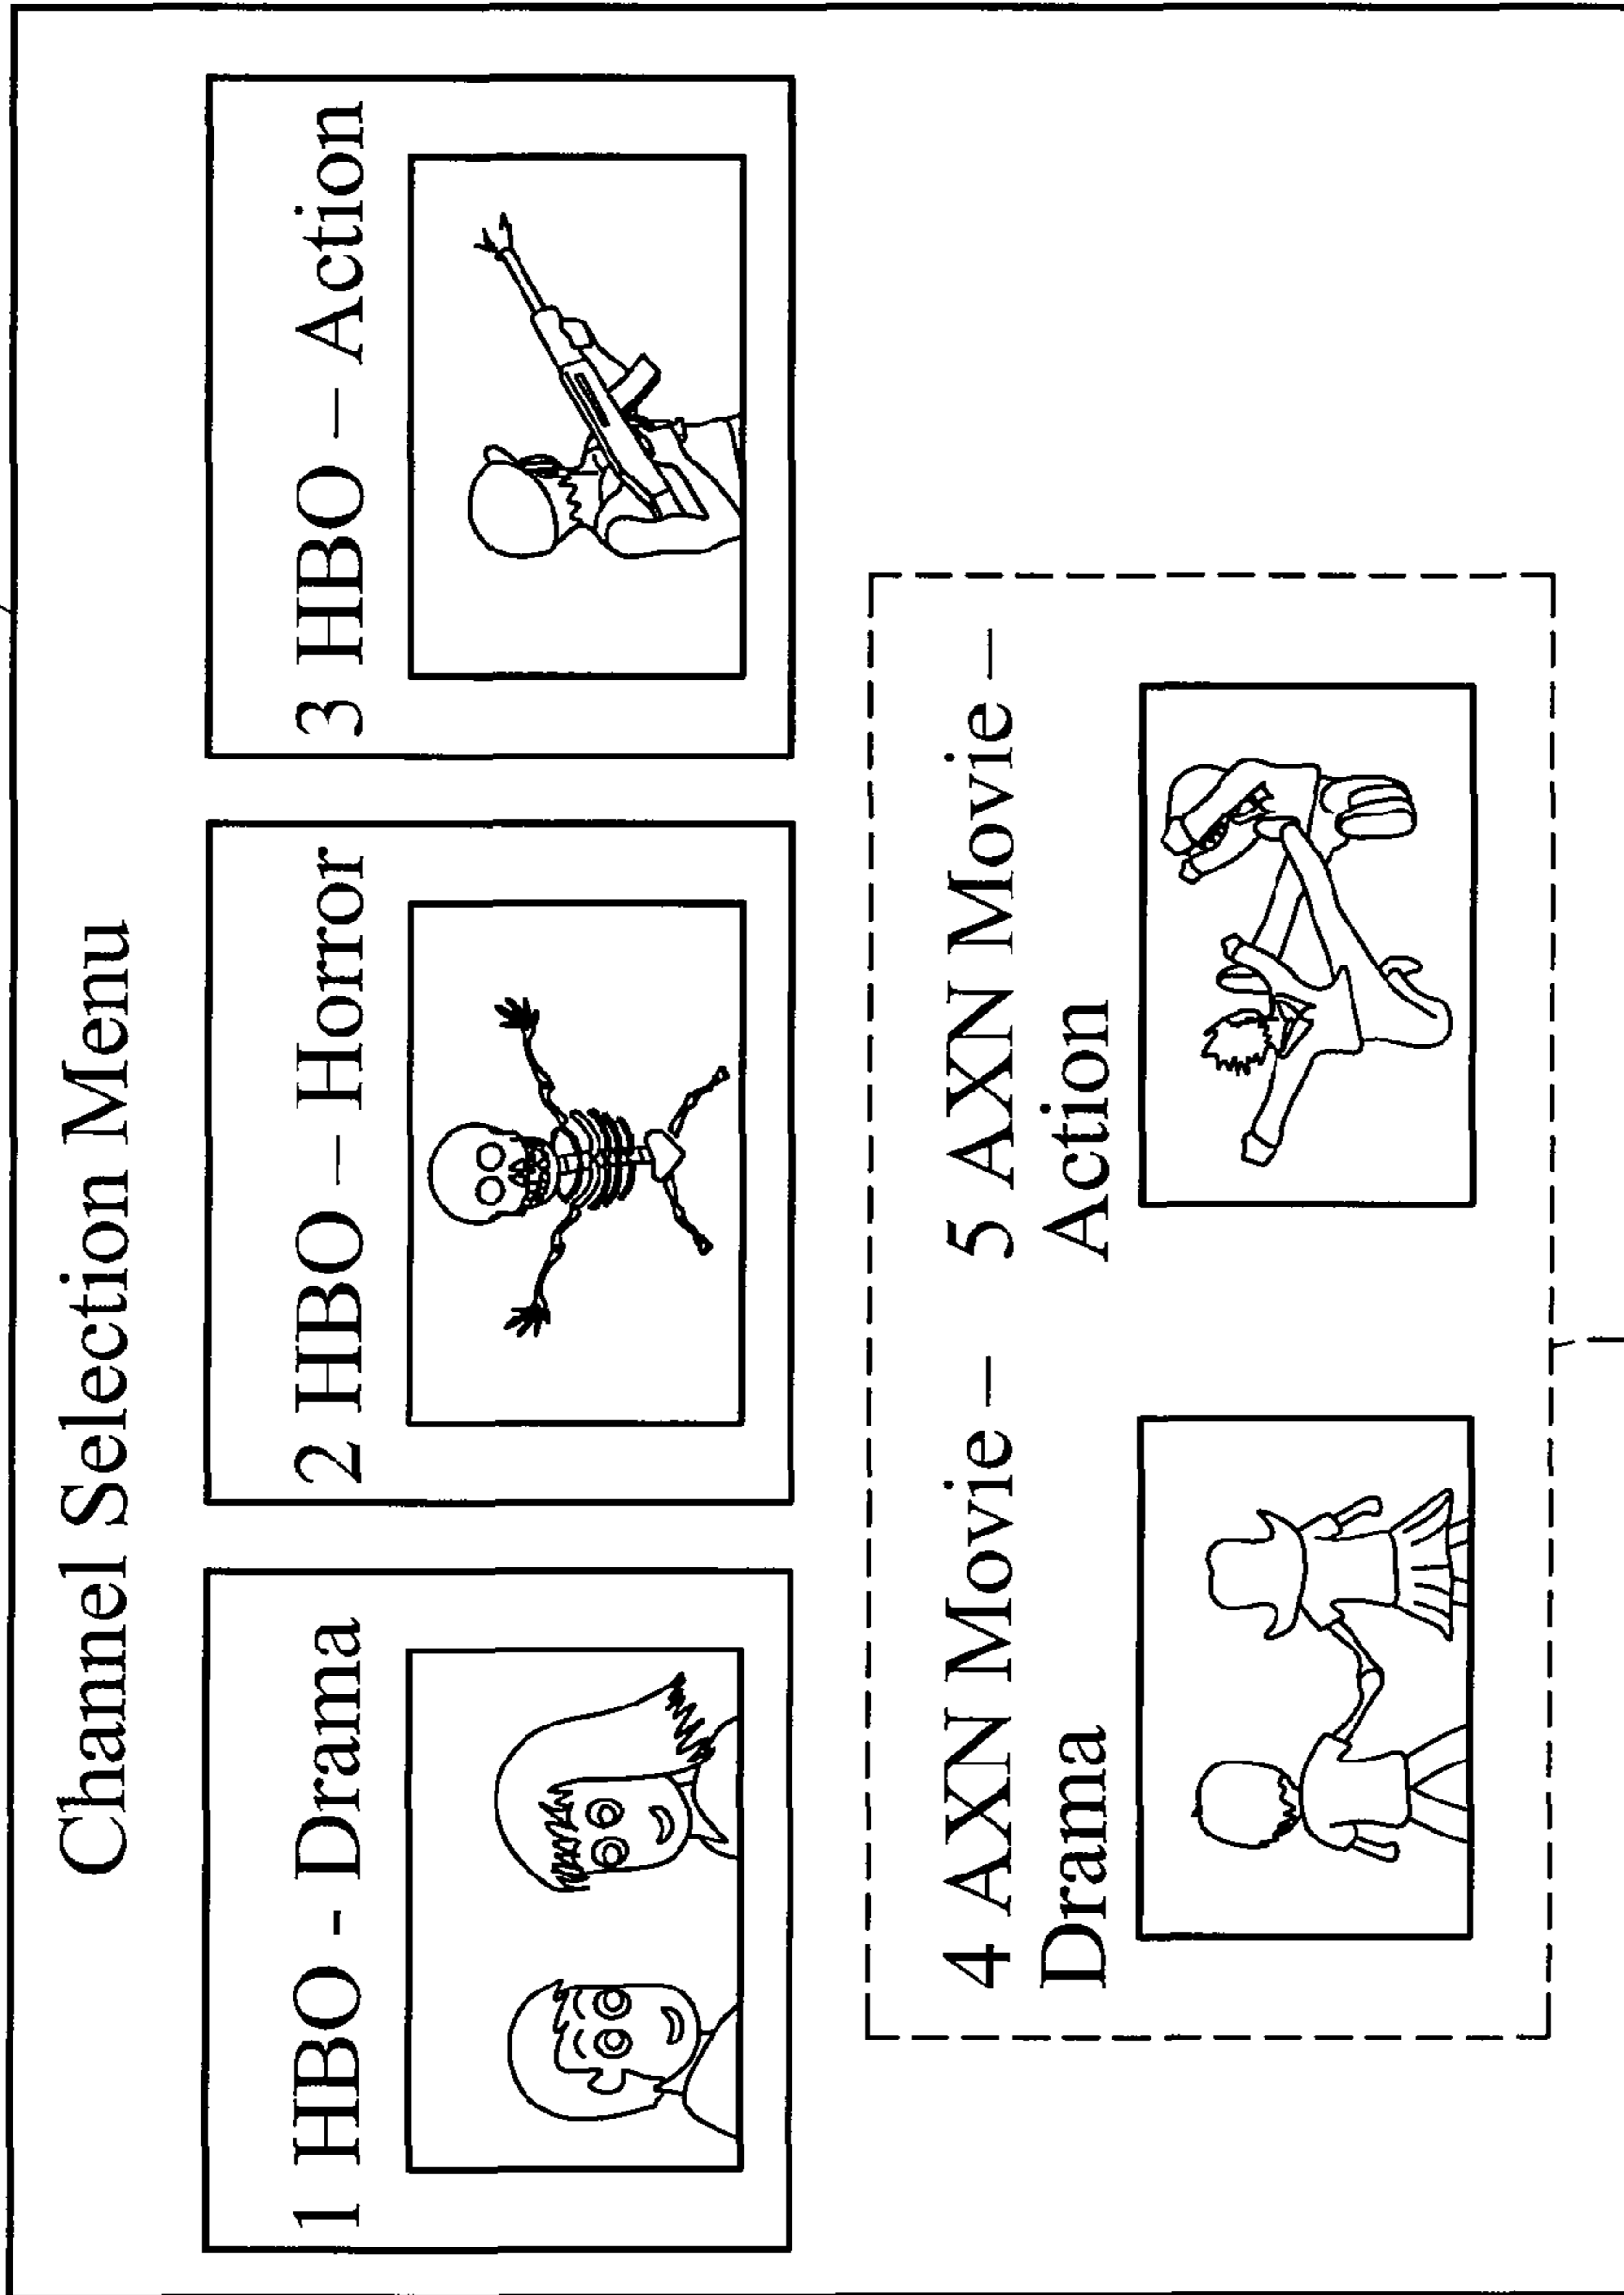 Channel Selection Menu
1 HBO - Drama
2 HBO – Horror
3 HBO – Action
4 AXN Movie –
Drama
5 AXN Movie –
Action